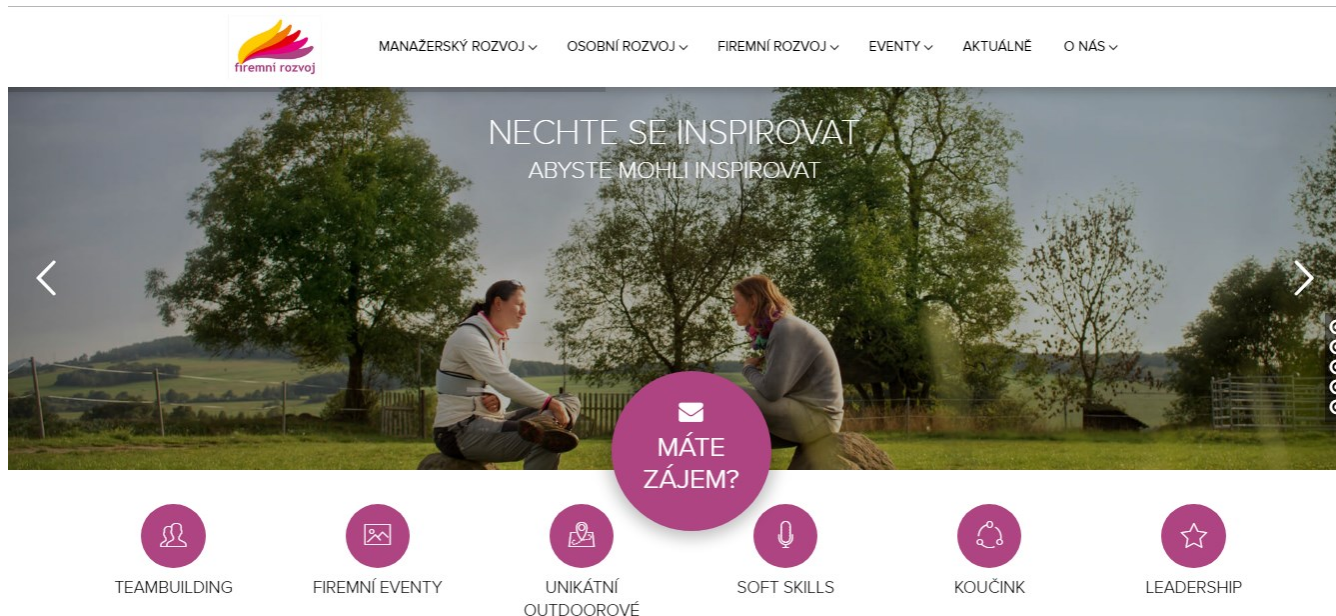 firemní rozvoj
MANAŽERSKÝ ROZVOJ
OSOBNÍ ROZVOJ
FIREMNÍ ROZVOJ
EVENTY
AKTUÁLNĚ
O NÁS
NECHTE SE INSPIROVAT
ABYSTE MOHLI INSPIROVAT
MÁTE
ZÁJEM?
TEAMBUILDING
FIREMNÍ EVENTY
UNIKÁTNÍ
OUTDOOROVÉ
SOFT SKILLS
KOUČINK
LEADERSHIP